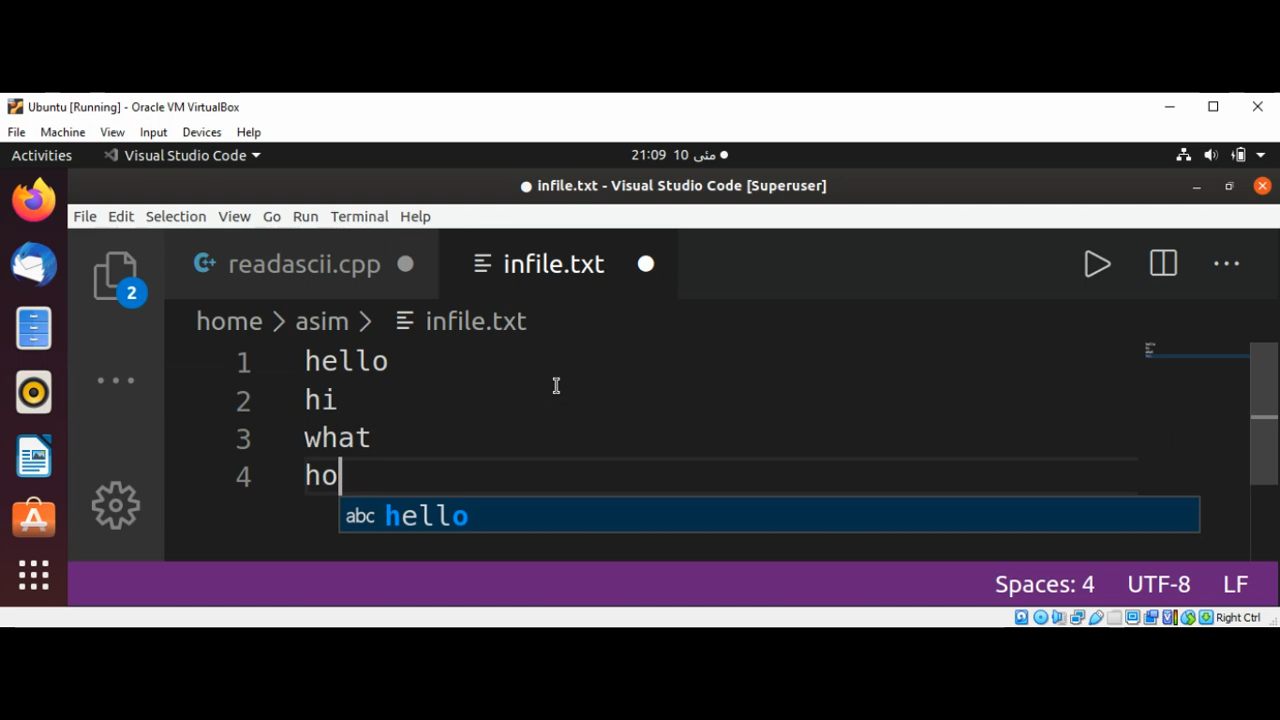 Ubuntu [Running] - Oracle VM VirtualBox
File Machine View Input Devices Help
Activities Visual Studio Code 21:09 10 مئی
● infile.txt - Visual Studio Code [Superuser]
File Edit Selection View Go Run Terminal Help
2 readascii.cpp infile.txt ...
home > asim > infile.txt
1 hello
2 hi
3 what
4 ho
abc hello
Spaces: 4 UTF-8 LF
Right Ctrl